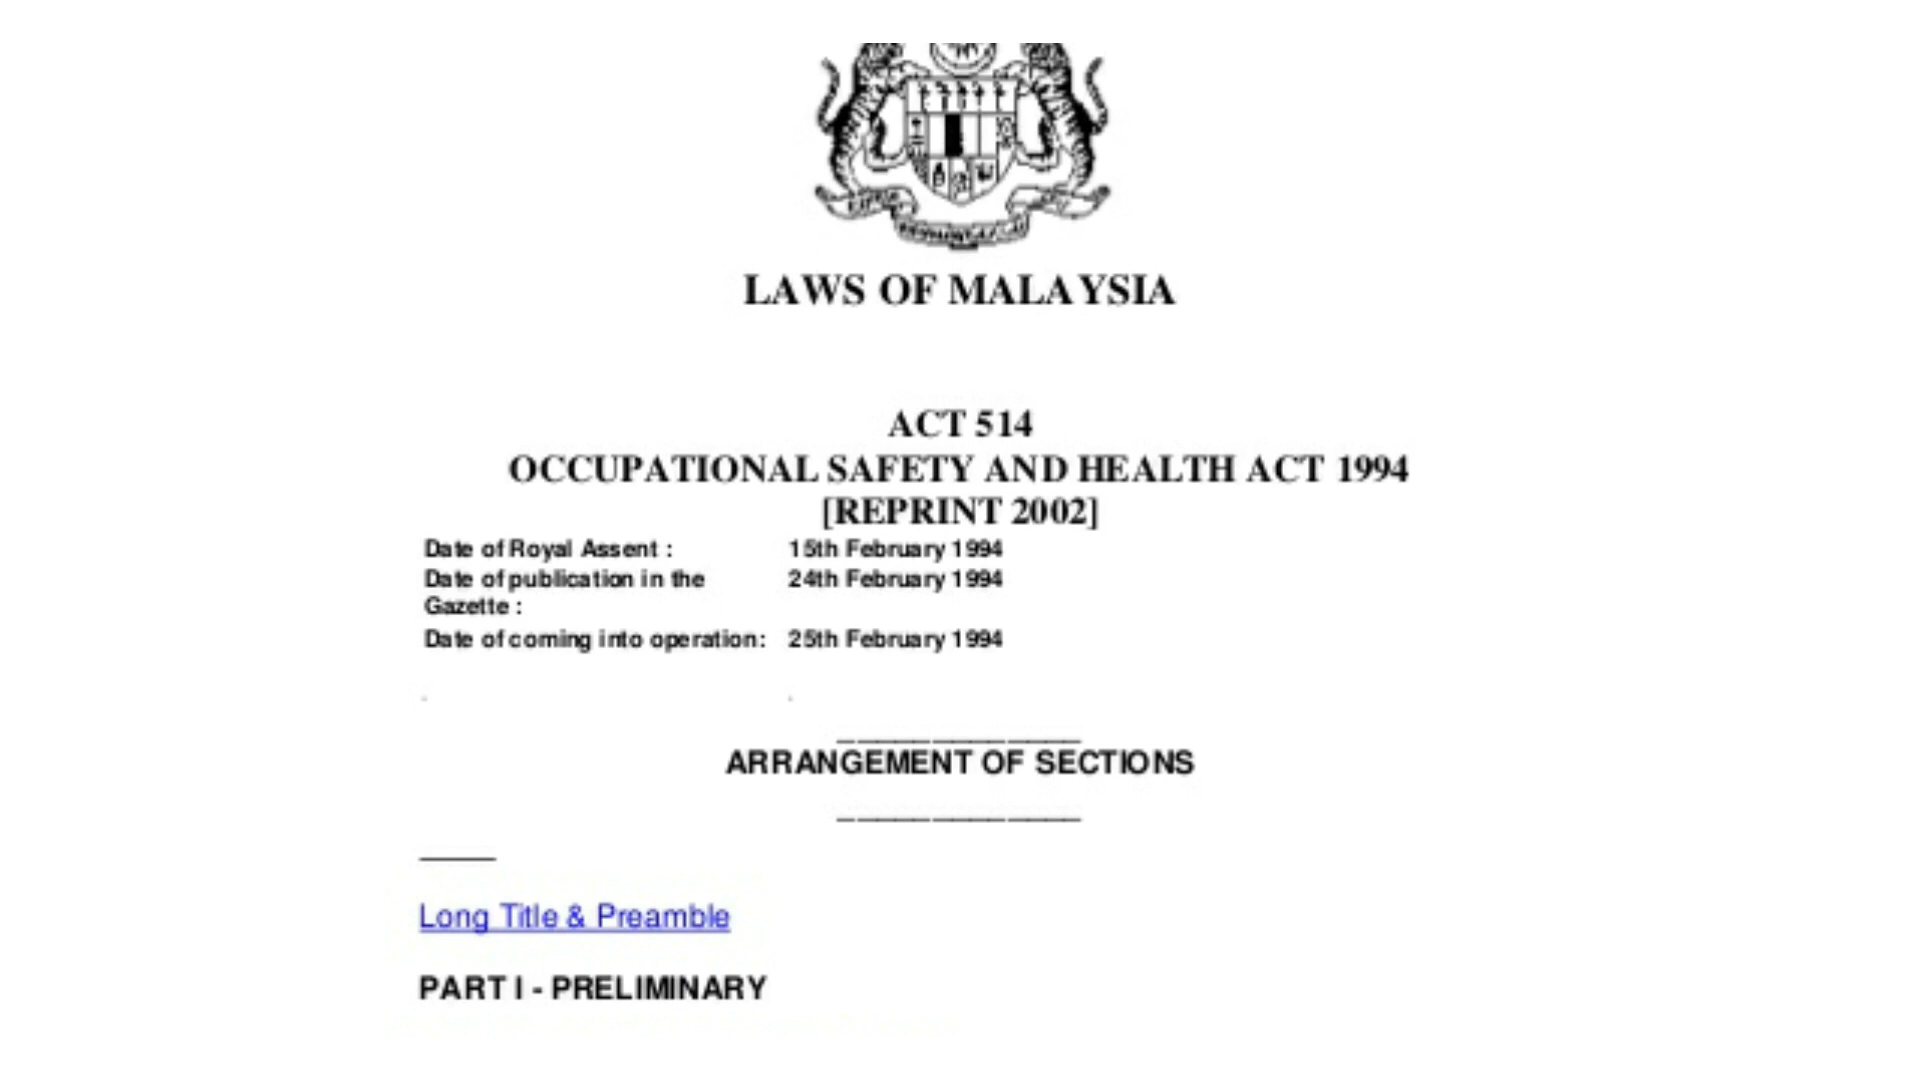 LAWS OF MALAYSIA
ACT 514
OCCUPATIONAL SAFETY AND HEALTH ACT 1994
[REPRINT 2002]
Date of Royal Assent : 15th February 1994
Date of publication in the 24th February 1994
Gazette :
Date of coming into operation: 25th February 1994
ARRANGEMENT OF SECTIONS
Long Title & Preamble
PART I - PRELIMINARY